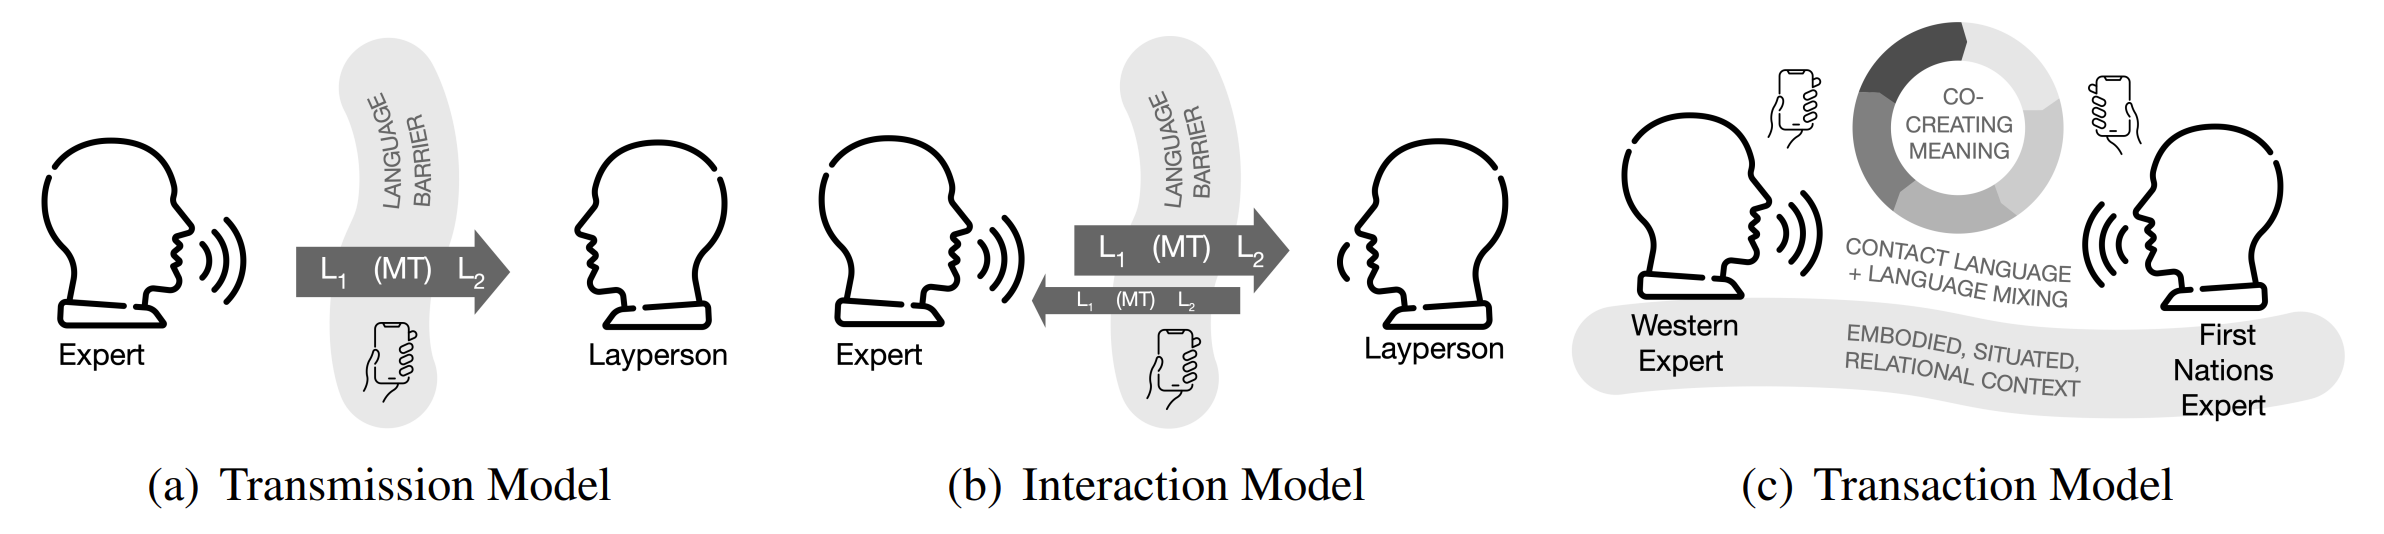 LANGUAGE
BARRIER
L1 (MT) L2
Expert
Layperson
(a) Transmission Model
LANGUAGE
BARRIER
L1 (MT) L2
L1 (MT) L2
Expert
Layperson
(b) Interaction Model
CO-
CREATING
MEANING
CONTACT LANGUAGE
+ LANGUAGE MIXING
Western
Expert
EMBODIED, SITUATED,
RELATIONAL CONTEXT
First
Nations
Expert
(c) Transaction Model